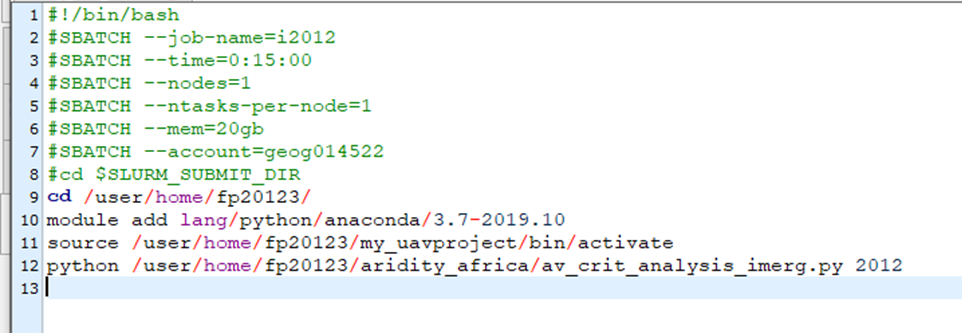 1 #!/bin/bash
2 #SBATCH --job-name=i2012
3 #SBATCH --time=0:15:00
4 #SBATCH --nodes=1
5 #SBATCH --ntasks-per-node=1
6 #SBATCH --mem=20gb
7 #SBATCH --account=geog014522
8 #cd $SLURM_SUBMIT_DIR
9 cd /user/home/fp20123/
10 module add lang/python/anaconda/3.7-2019.10
11 source /user/home/fp20123/my_uavproject/bin/activate
12 python /user/home/fp20123/aridity_africa/av_crit_analysis_imerg.py 2012
13